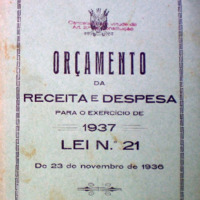 ORÇAMENTO
DA
RECEITA E DESPESA
PARA O EXERCICIO DE
1937
LEI N.º 21
De 23 de novembro de 1936